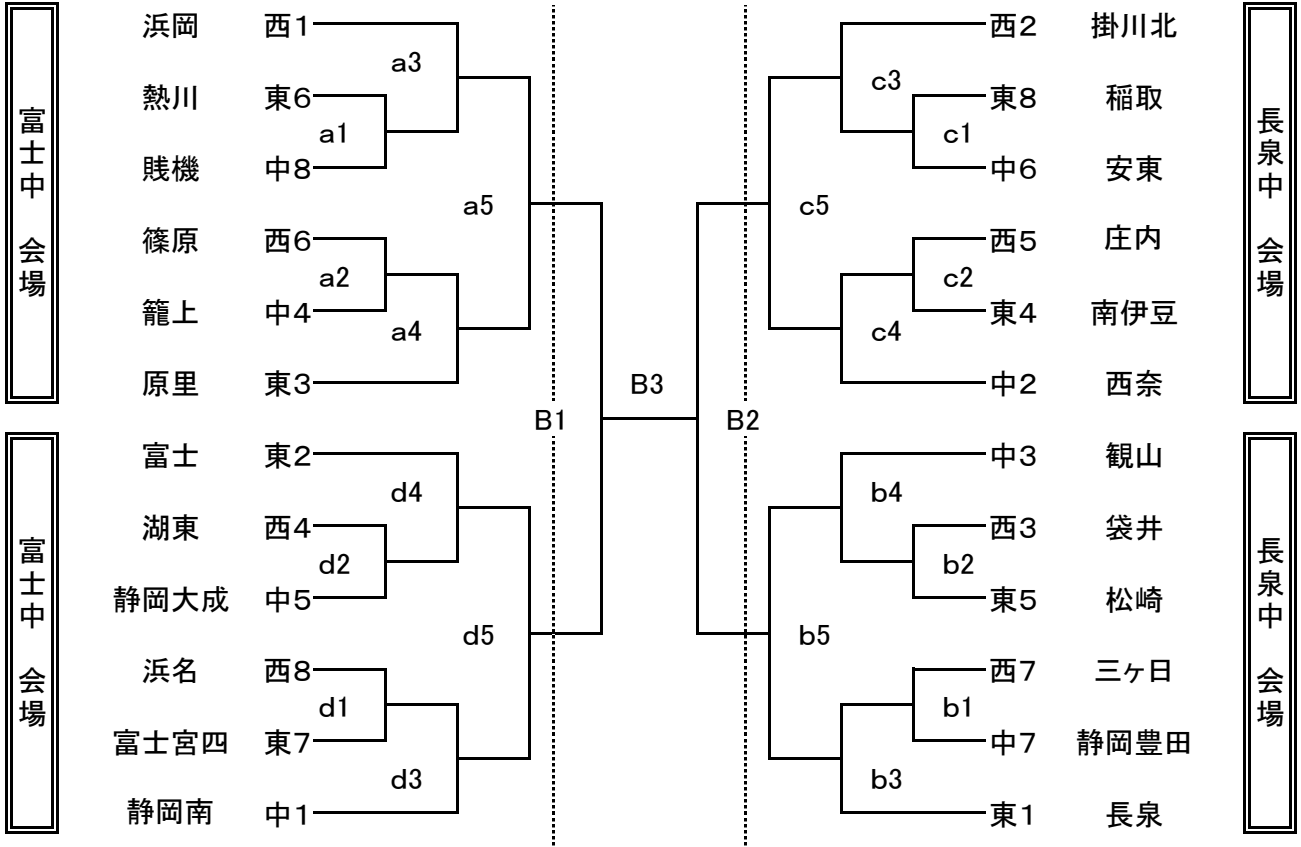 富士中 会場
浜岡 西1
a3
熱川 東6
a1
賎機 中8
a5
篠原 西6
a2
籠上 中4
a4
原里 東3
富士中 会場
富士 東2
d4
湖東 西4
d2
静岡大成 中5
d5
浜名 西8
d1
富士宮四 東7
d3
静岡南 中1
B1
B3
B2
西2 掛川北
c3
東8 稲取
c1
中6 安東
c5
西5 庄内
c2
東4 南伊豆
c4
中2 西奈
長泉中 会場
中3 観山
b4
西3 袋井
b2
東5 松崎
b5
西7 三ヶ日
b1
中7 静岡豊田
b3
東1 長泉
長泉中 会場